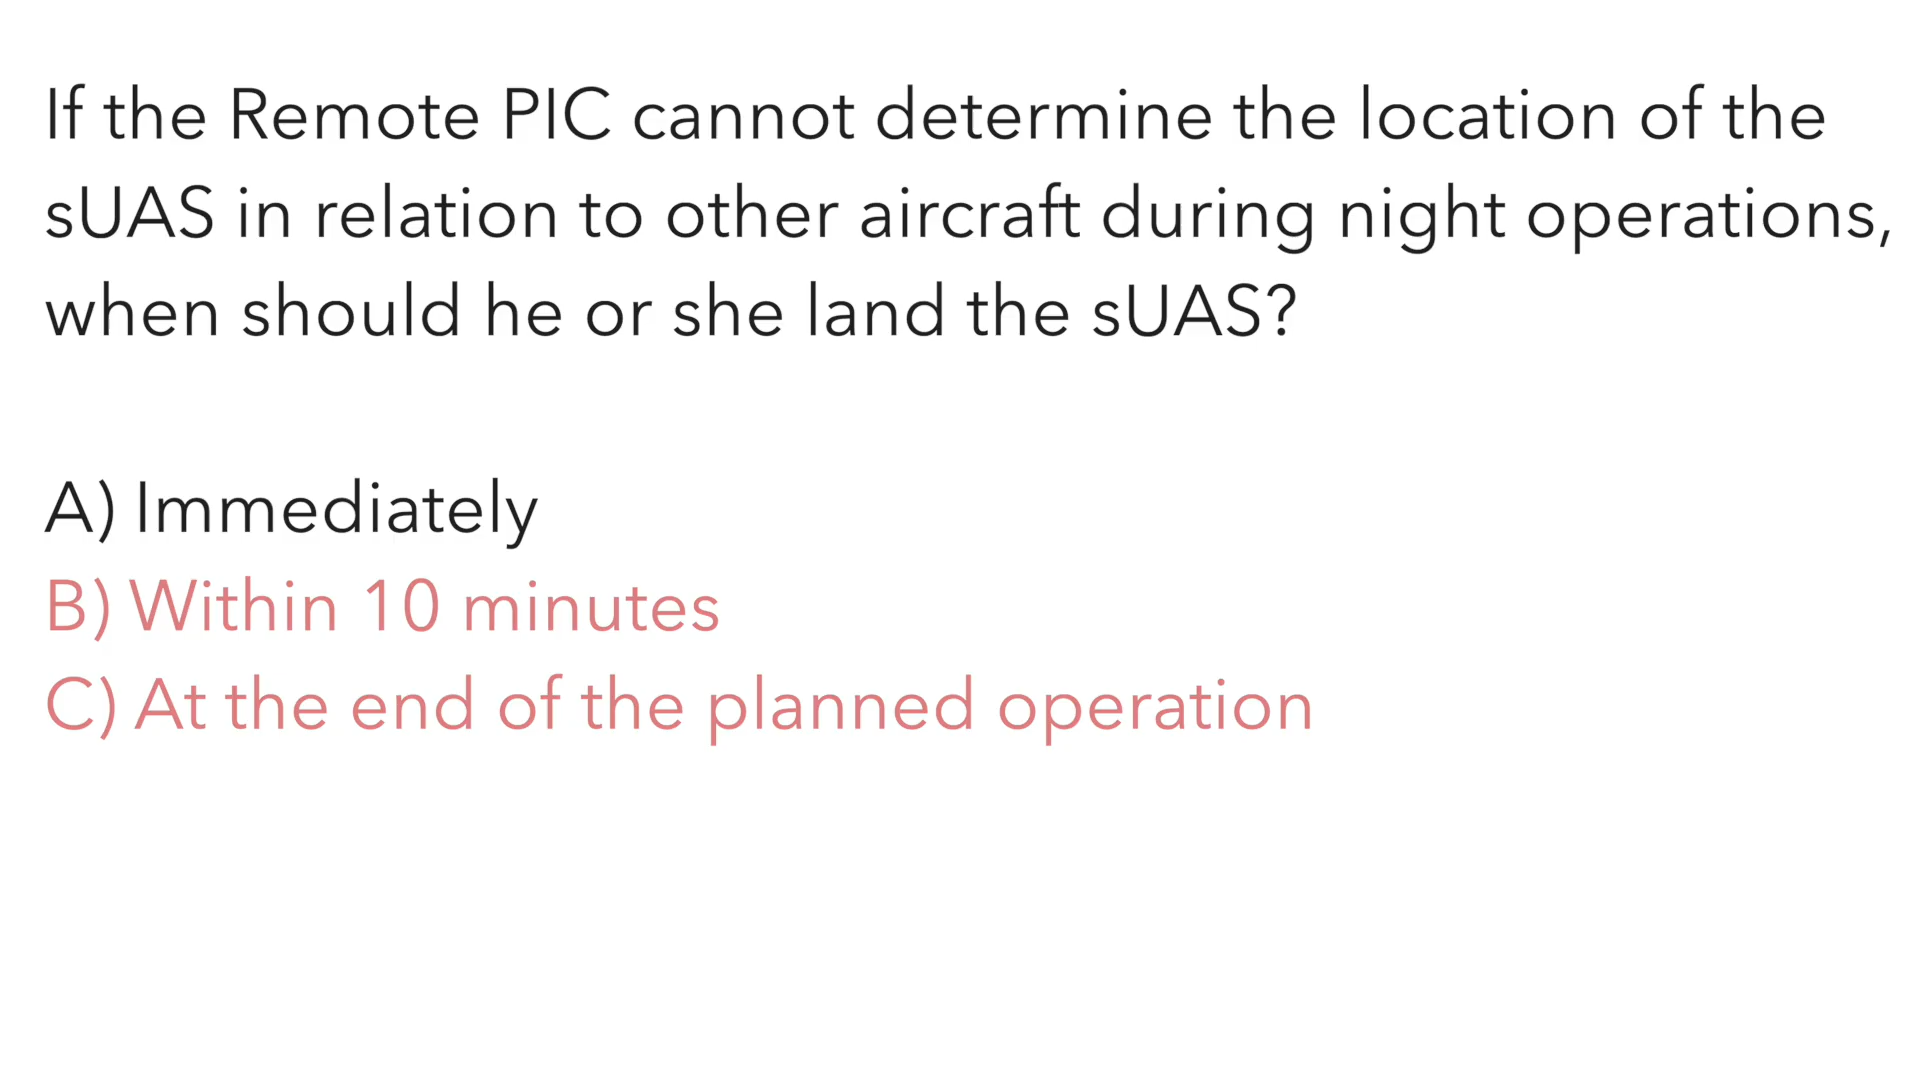 If the Remote PIC cannot determine the location of the
sUAS in relation to other aircraft during night operations,
when should he or she land the sUAS?
A) Immediately
B) Within 10 minutes
C) At the end of the planned operation